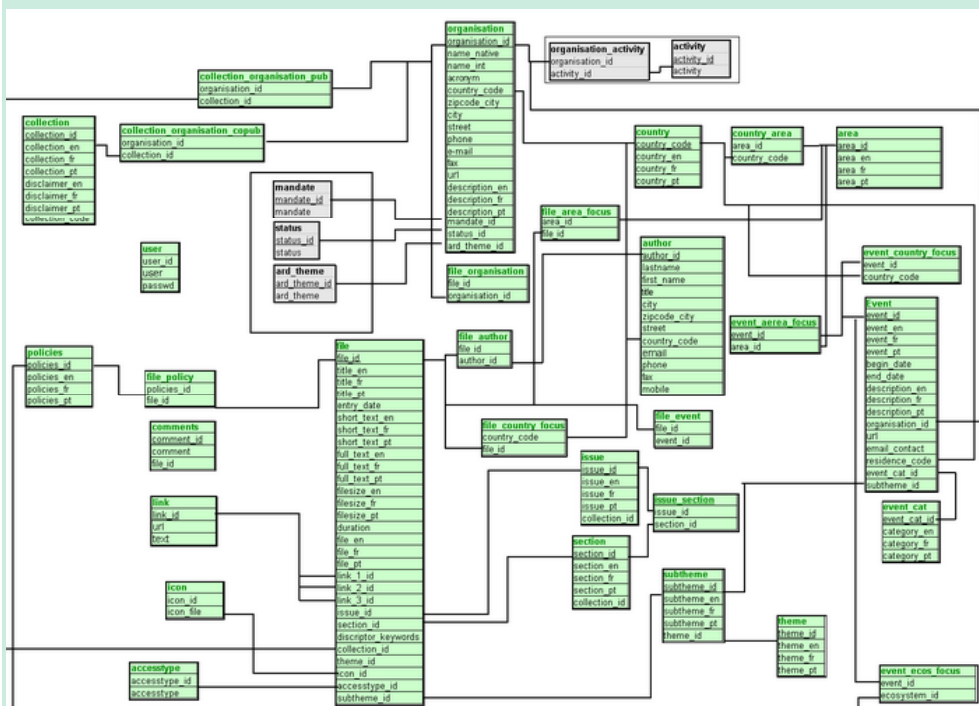 organisation
organisation_id
name_native
name_int
acronym
country_code
zipcode_city
city
street
phone
e-mail
fax
url
description_en
description_fr
description_pt
mandate_id
status_id
ard_theme_id
organisation_activity
organisation_id
activity_id
activity
activity_id
activity
collection_organisation_pub
organisation_id
collection_id
collection
collection_id
collection_en
collection_fr
collection_pt
disclaimer_en
disclaimer_fr
disclaimer_pt
collection_code
collection_organisation_copub
organisation_id
collection_id
country
country_code
country_en
country_fr
country_pt
country_area
area_id
country_code
area
area_id
area_en
area_fr
area_pt
mandate
mandate_id
mandate
status
status_id
status
ard_theme
ard_theme_id
ard_theme
file_area_focus
area_id
file_id
user
user_id
user
passwd
file_organisation
file_id
organisation_id
author
author_id
lastname
first_name
title
city
zipcode_city
street
country_code
email
phone
fax
mobile
event_country_focus
event_id
country_code
event_aerea_focus
event_id
area_id
Event
event_id
event_en
event_fr
event_pt
begin_date
end_date
description_en
description_fr
description_pt
organisation_id
url
email_contact
residence_code
event_cat_id
subtheme_id
policies
policies_id
policies_en
policies_fr
policies_pt
file_policy
policies_id
file_id
file
file_id
title_en
title_fr
title_pt
entry_date
short_text_en
short_text_fr
short_text_pt
full_text_en
full_text_fr
full_text_pt
filesize_en
filesize_fr
filesize_pt
duration
file_en
file_fr
file_pt
link_1_id
link_2_id
link_3_id
issue_id
section_id
discriptor_keywords
collection_id
theme_id
icon_id
accesstype_id
subtheme_id
file_author
file_id
author_id
comments
comment_id
comment
file_id
file_country_focus
country_code
file_id
file_event
file_id
event_id
link
link_id
url
text
issue
issue_id
issue_en
issue_fr
issue_pt
collection_id
issue_section
issue_id
section_id
event_cat
event_cat_id
category_en
category_fr
category_pt
section
section_id
section_en
section_fr
section_pt
collection_id
icon
icon_id
icon_file
subtheme
subtheme_id
subtheme_en
subtheme_fr
subtheme_pt
theme_id
theme
theme_id
theme_en
theme_fr
theme_pt
accesstype
accesstype_id
accesstype
event_ecos_focus
event_id
ecosystem_id